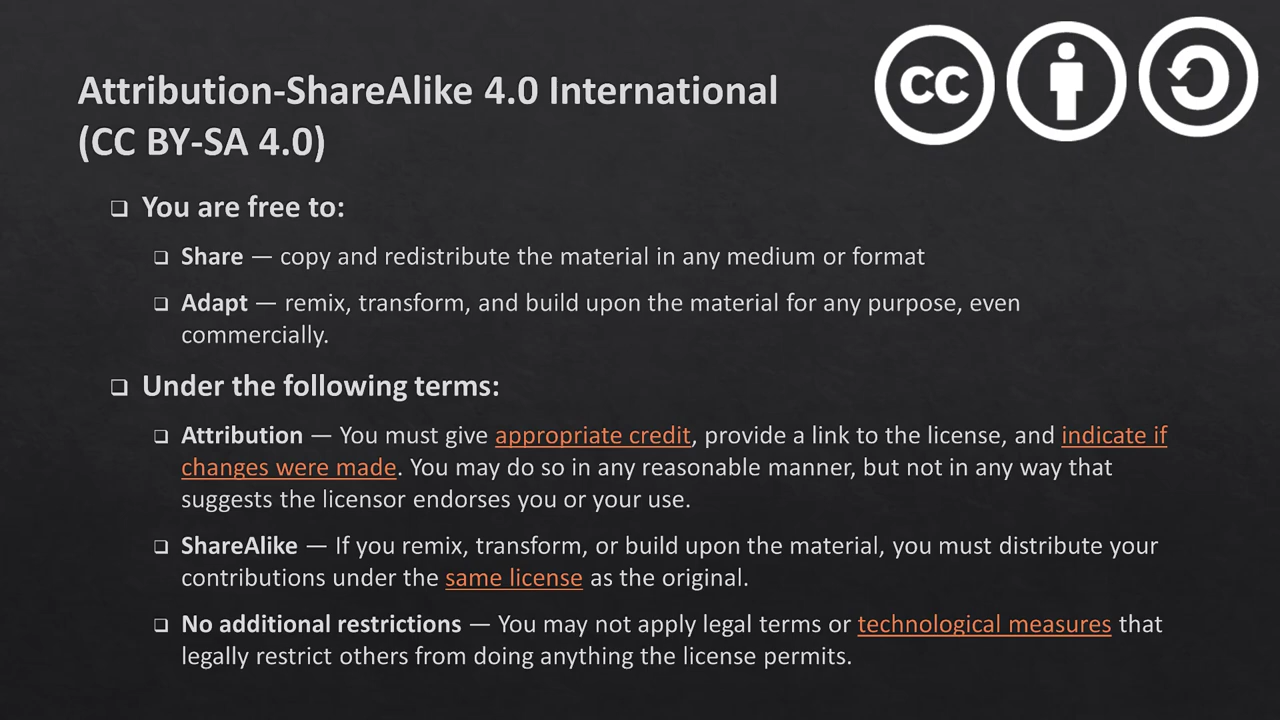 Attribution-ShareAlike 4.0 International
(CC BY-SA 4.0)
cc
You are free to:
Share — copy and redistribute the material in any medium or format
Adapt — remix, transform, and build upon the material for any purpose, even
commercially.
Under the following terms:
Attribution — You must give appropriate credit, provide a link to the license, and indicate if
changes were made. You may do so in any reasonable manner, but not in any way that
suggests the licensor endorses you or your use.
ShareAlike — If you remix, transform, or build upon the material, you must distribute your
contributions under the same license as the original.
No additional restrictions — You may not apply legal terms or technological measures that
legally restrict others from doing anything the license permits.